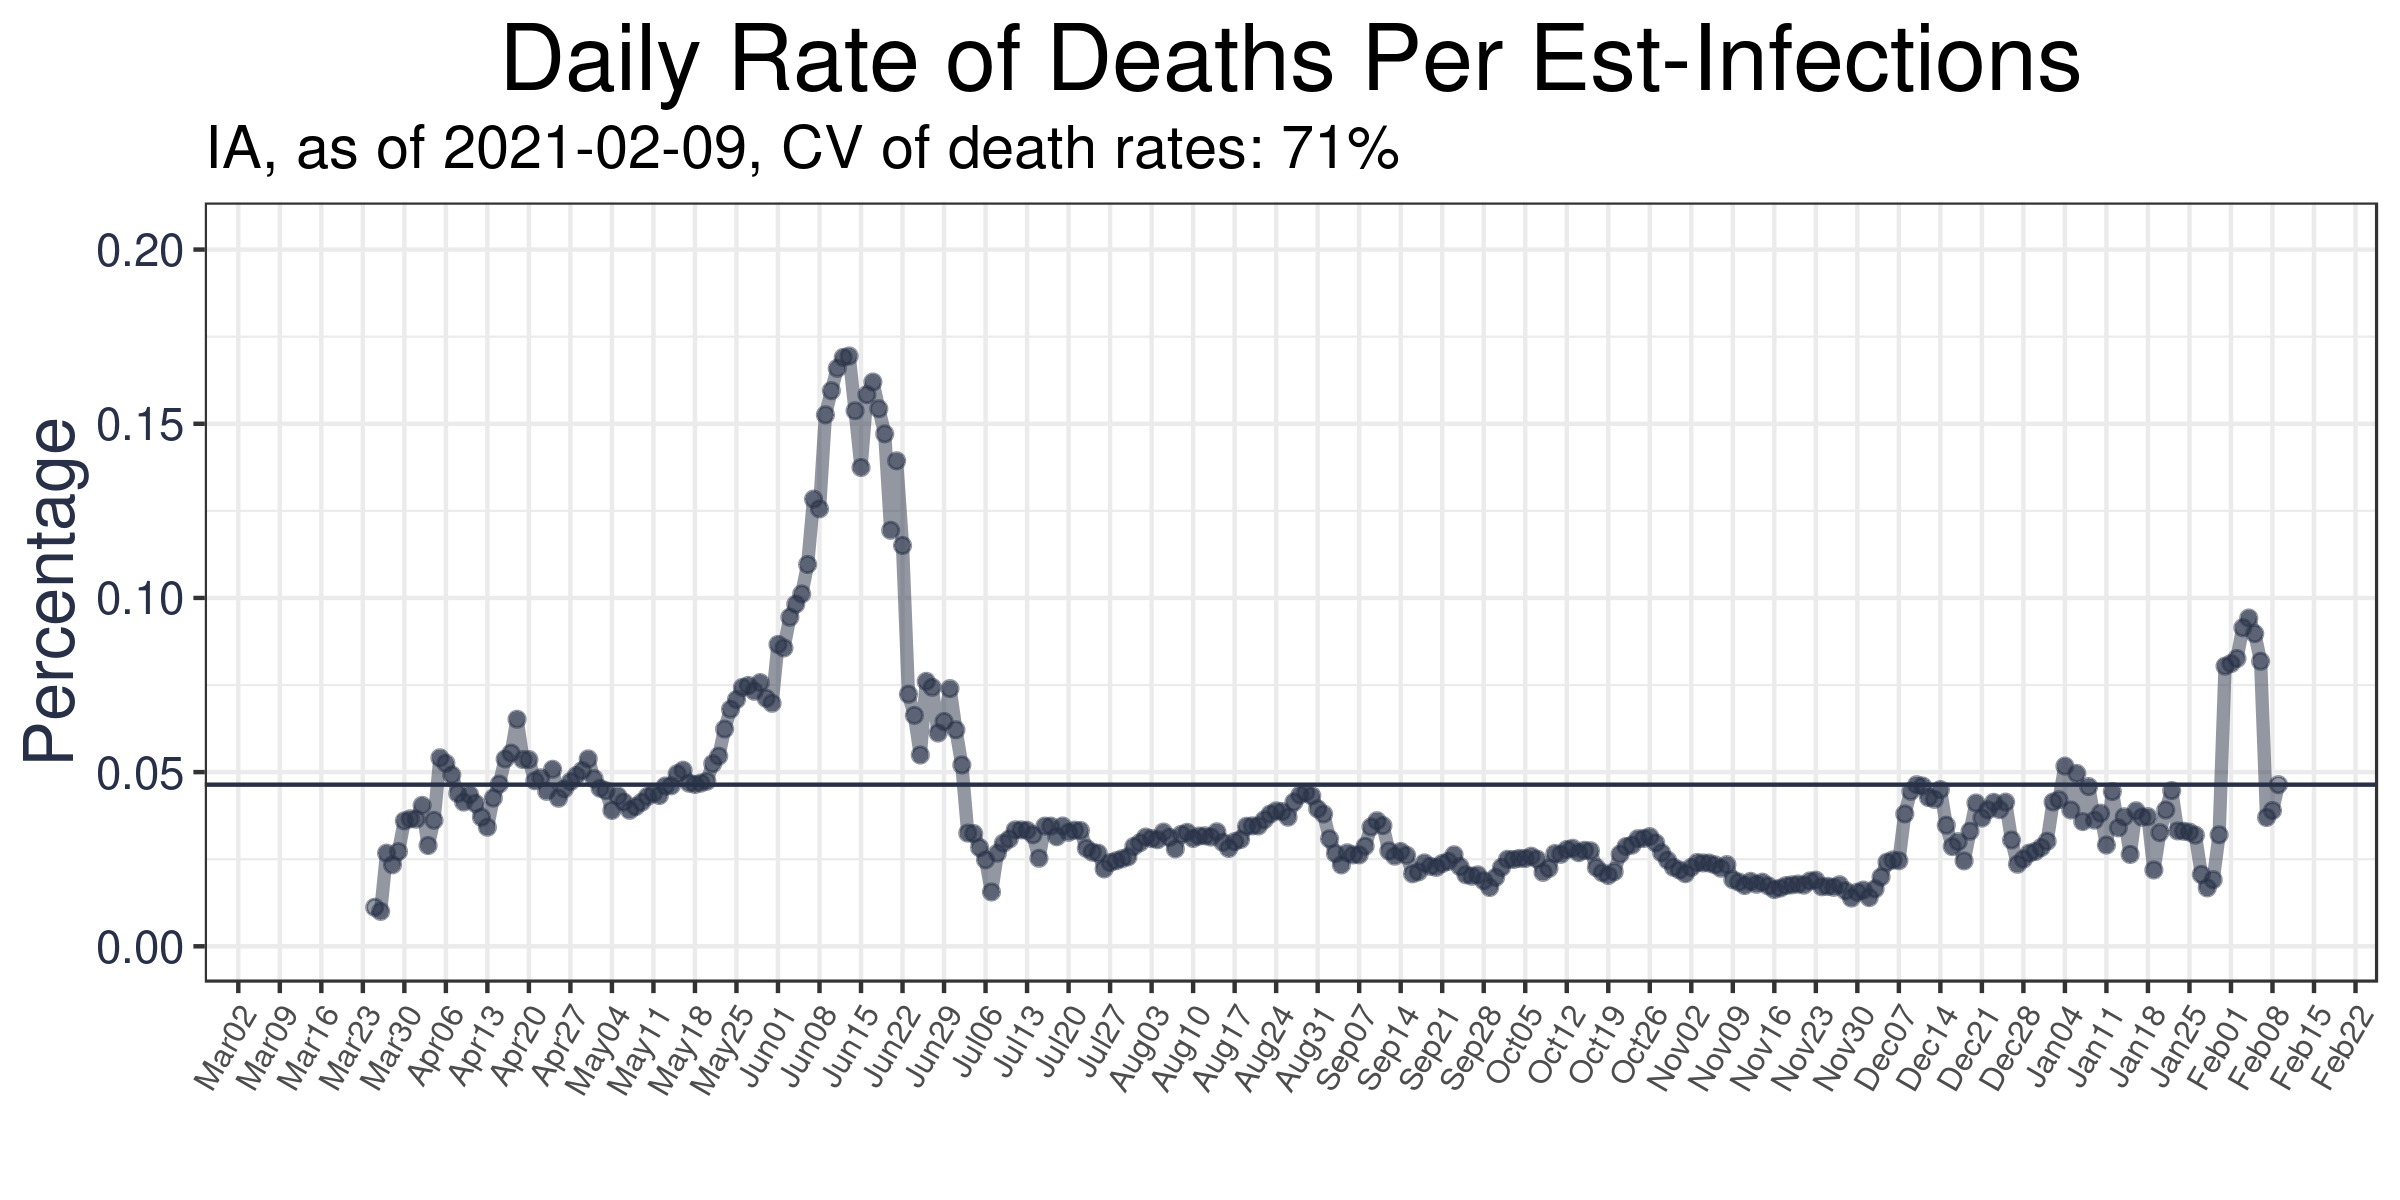 Daily Rate of Deaths Per Est-Infections
IA, as of 2021-02-09, CV of death rates: 71%
Percentage
0.20
0.15
0.10
0.05
0.00
Mar02
Mar09
Mar16
Mar23
Mar30
Apr06
Apr13
Apr20
Apr27
May04
May11
May18
May25
Jun01
Jun08
Jun15
Jun22
Jun29
Jul06
Jul13
Jul20
Jul27
Aug03
Aug10
Aug17
Aug24
Aug31
Sep07
Sep14
Sep21
Sep28
Oct05
Oct12
Oct19
Oct26
Nov02
Nov09
Nov16
Nov23
Nov30
Dec07
Dec14
Dec21
Dec28
Jan04
Jan11
Jan18
Jan25
Feb01
Feb08
Feb15
Feb22